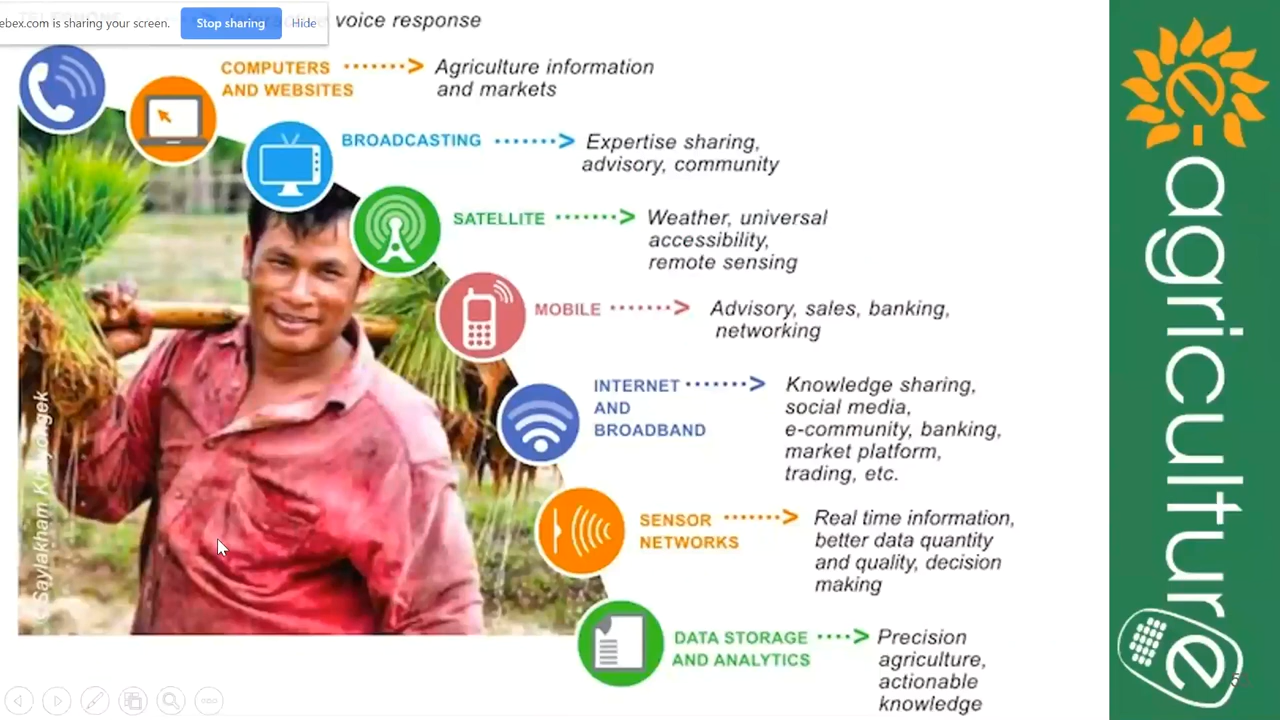 ebex.com is sharing your screen.
Stop sharing
Hide
voice response
COMPUTERS
AND WEBSITES
Agriculture information
and markets
BROADCASTING
Expertise sharing,
advisory, community
SATELLITE
Weather, universal
accessibility,
remote sensing
MOBILE
Advisory, sales, banking,
networking
INTERNET
AND
BROADBAND
Knowledge sharing,
social media,
e-community, banking,
market platform,
trading, etc.
SENSOR
NETWORKS
Real time information,
better data quantity
and quality, decision
making
DATA STORAGE
AND ANALYTICS
Precision
agriculture,
actionable
knowledge
e-agriculture
© Saylakham